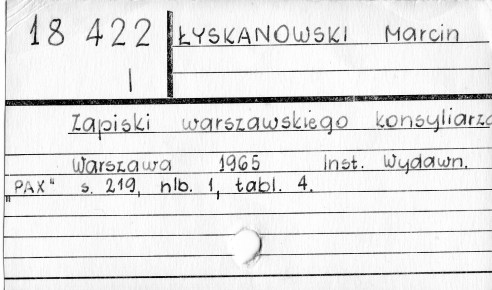 18 422
I
ŁYSKANOWSKI Marcin
Zapiski warszawskiego konsyliarza
Warszawa 1965 Inst. Wydawn.
"PAX" s. 219, nlb. 1, tabl. 4.